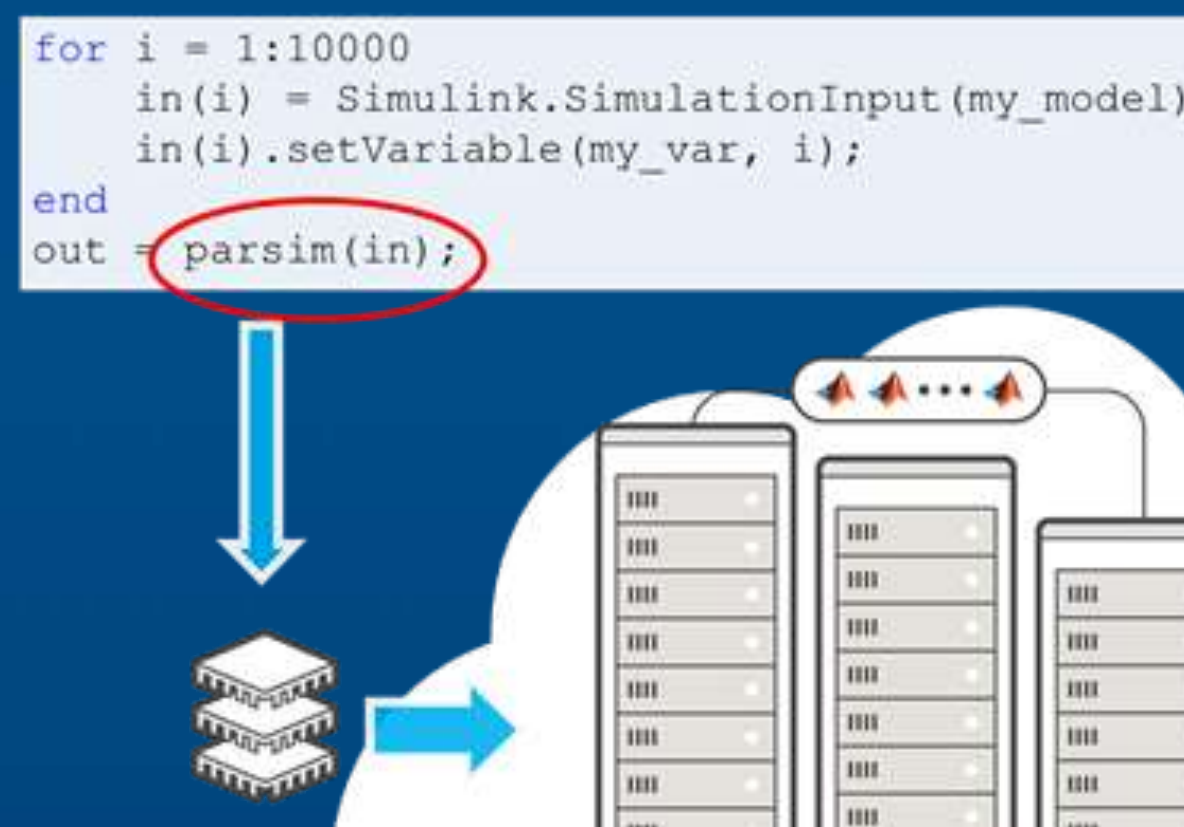 for i = 1:10000
    in(i) = Simulink.SimulationInput(my_model)
    in(i).setVariable(my_var, i);
end
out = parsim(in);